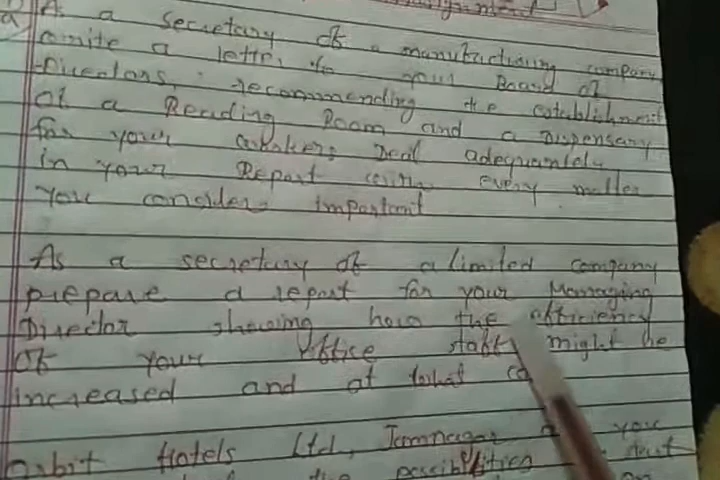 a) As a secretary of a manufacturing company
write a letter to your Board of
Directors, recommending the establishment
of a Reading Room and a Dispensary
for your workers Deal adequately
in your Report with every matter
you consider important
As a secretary of a limited company
prepare a report for your Managing
Director showing how the efficiency
of your office staff might be
increased and at what
Orbit Hotels Ltd, Jamnagar you
the possibilities